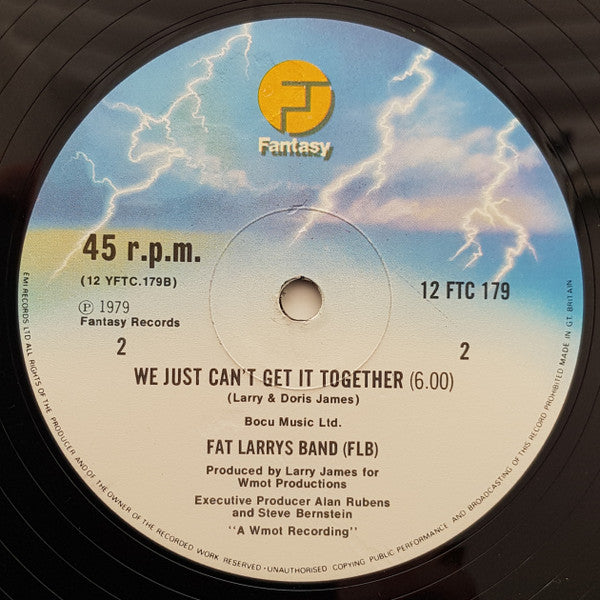 Fantasy
45 r.p.m.
(12 YFTC.179B)
Ⓟ 1979
Fantasy Records
12 FTC 179
2
2
WE JUST CAN'T GET IT TOGETHER (6.00)
(Larry & Doris James)
Bocu Music Ltd.
FAT LARRYS BAND (FLB)
Produced by Larry James for
Wmot Productions
Executive Producer Alan Rubens
and Steve Bernstein
"A Wmot Recording"
EMI RECORDS LTD ALL RIGHTS OF THE PRODUCER AND OF THE OWNER OF THE RECORDED WORK RESERVED · UNAUTHORISED COPYING PUBLIC PERFORMANCE AND BROADCASTING OF THIS RECORD PROHIBITED MADE IN GT. BRITAIN